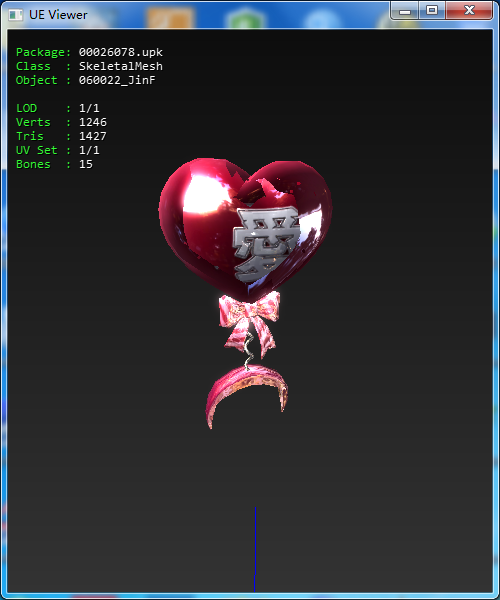 UE Viewer
Package: 00026078.upk
Class : SkeletalMesh
Object : 060022_JinF
LOD : 1/1
Verts : 1246
Tris : 1427
UV Set : 1/1
Bones : 15
愛